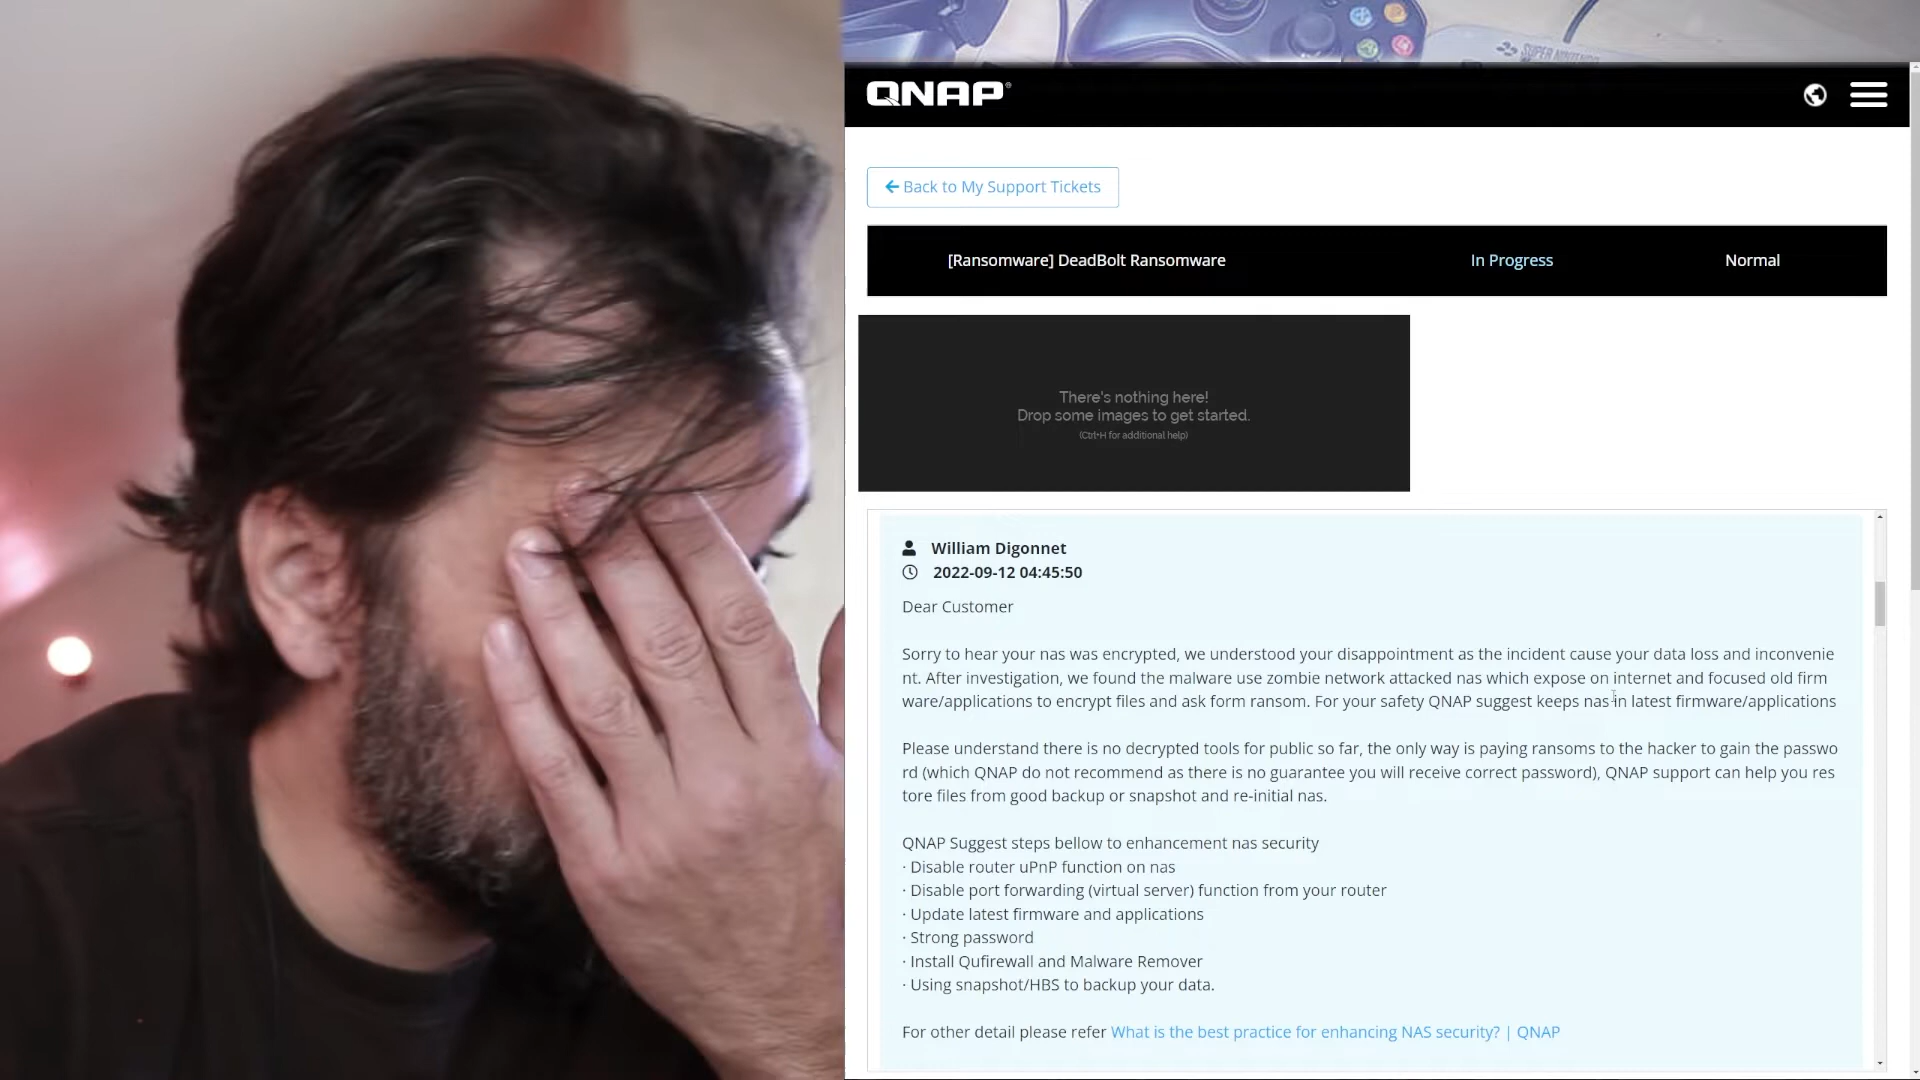 SUPER NINTENDO
QNAP®
Back to My Support Tickets
[Ransomware] DeadBolt Ransomware In Progress Normal
There's nothing here!
Drop some images to get started.
(Ctrl+H for additional help)
William Digonnet
2022-09-12 04:45:50
Dear Customer
Sorry to hear your nas was encrypted, we understood your disappointment as the incident cause your data loss and inconvenie
nt. After investigation, we found the malware use zombie network attacked nas which expose on internet and focused old firm
ware/applications to encrypt files and ask form ransom. For your safety QNAP suggest keeps nas in latest firmware/applications
Please understand there is no decrypted tools for public so far, the only way is paying ransoms to the hacker to gain the passwo
rd (which QNAP do not recommend as there is no guarantee you will receive correct password), QNAP support can help you res
tore files from good backup or snapshot and re-initial nas.
QNAP Suggest steps bellow to enhancement nas security
· Disable router uPnP function on nas
· Disable port forwarding (virtual server) function from your router
· Update latest firmware and applications
· Strong password
· Install Qufirewall and Malware Remover
· Using snapshot/HBS to backup your data.
For other detail please refer What is the best practice for enhancing NAS security? | QNAP